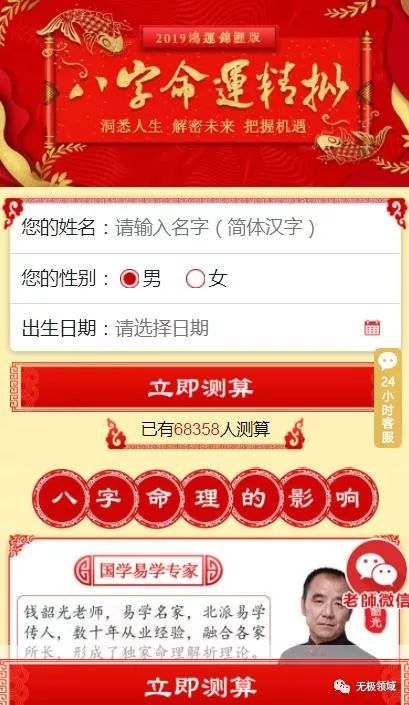 2019鸿運錦鯉版
八字命運精批
洞悉人生 解密未来 把握机遇
您的姓名：请输入名字（简体汉字）
您的性别：男 女
出生日期：请选择日期
24小时客服
立即测算
已有68358人测算
八字命理的影响
国学易学专家
钱韶光老师，易学名家，北派易学
传人，数十年从业经验，融合各家
所长，形成了独家命理解析理论。
光
老師微信
立即测算
无极领域